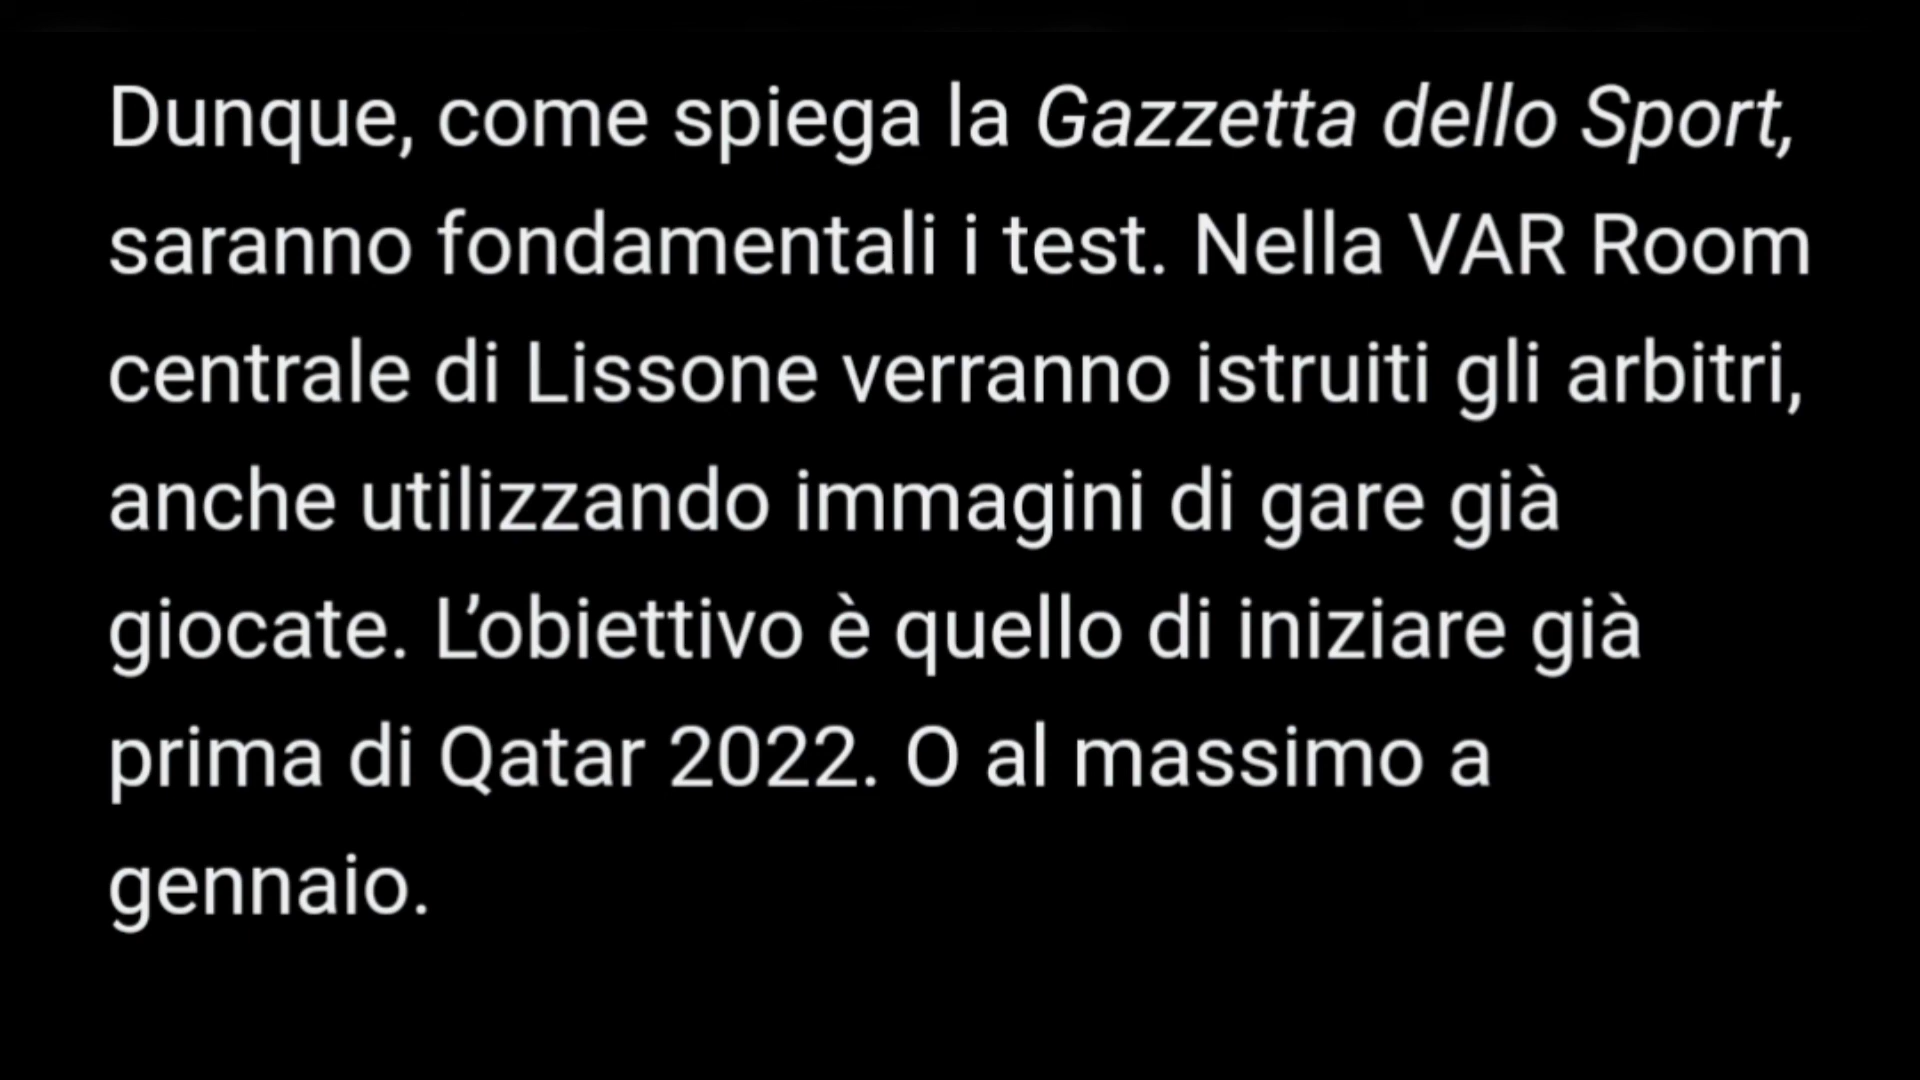 Dunque, come spiega la Gazzetta dello Sport,
saranno fondamentali i test. Nella VAR Room
centrale di Lissone verranno istruiti gli arbitri,
anche utilizzando immagini di gare già
giocate. L’obiettivo è quello di iniziare già
prima di Qatar 2022. O al massimo a
gennaio.